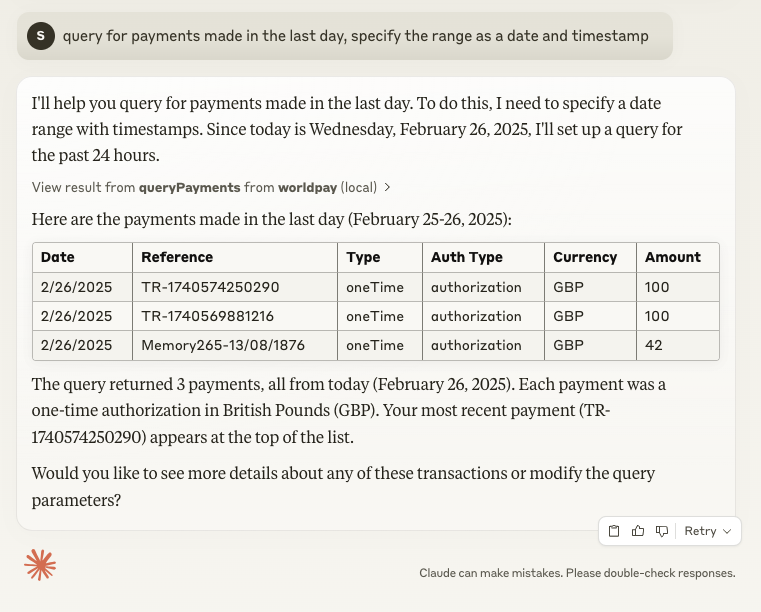 S query for payments made in the last day, specify the range as a date and timestamp
I'll help you query for payments made in the last day. To do this, I need to specify a date
range with timestamps. Since today is Wednesday, February 26, 2025, I'll set up a query for
the past 24 hours.
View result from queryPayments from worldpay (local) >
Here are the payments made in the last day (February 25-26, 2025):
Date Reference Type Auth Type Currency Amount
2/26/2025 TR-1740574250290 oneTime authorization GBP 100
2/26/2025 TR-1740569881216 oneTime authorization GBP 100
2/26/2025 Memory265-13/08/1876 oneTime authorization GBP 42
The query returned 3 payments, all from today (February 26, 2025). Each payment was a
one-time authorization in British Pounds (GBP). Your most recent payment (TR-
1740574250290) appears at the top of the list.
Would you like to see more details about any of these transactions or modify the query
parameters?
Retry
Claude can make mistakes. Please double-check responses.